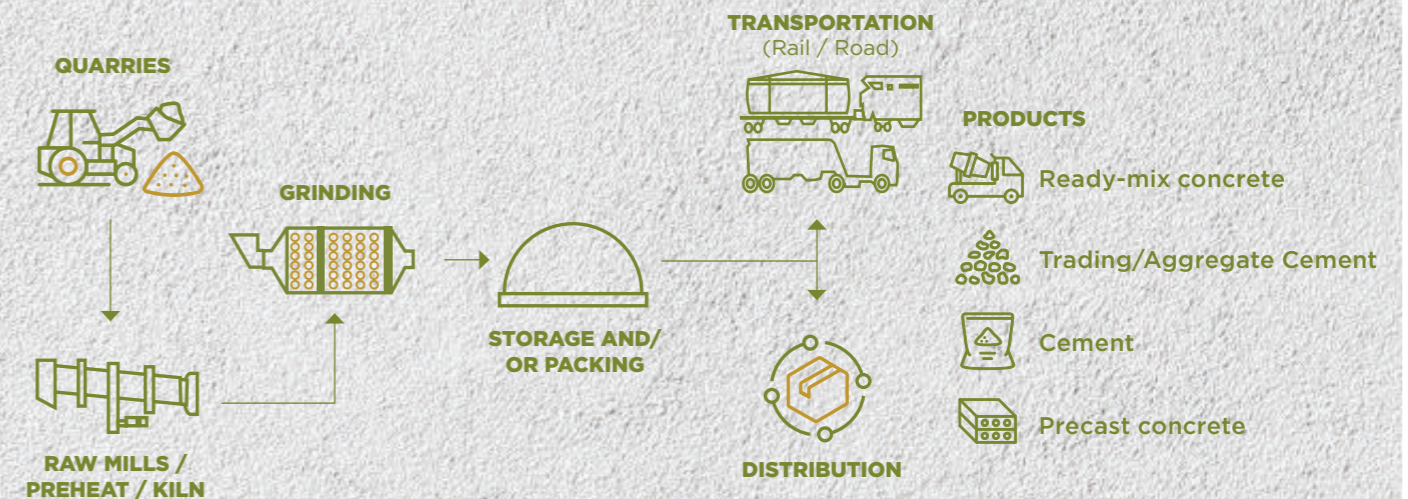 QUARRIES
RAW MILLS /
PREHEAT / KILN
GRINDING
STORAGE AND/
OR PACKING
TRANSPORTATION
(Rail / Road)
DISTRIBUTION
PRODUCTS
Ready-mix concrete
Trading/Aggregate Cement
Cement
Precast concrete